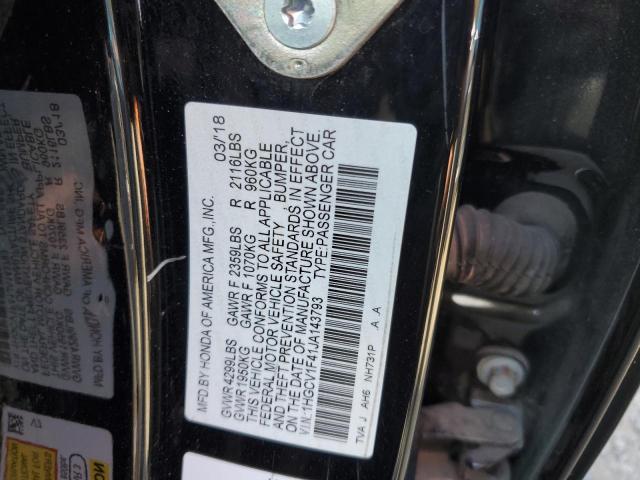 MFD.BY HONDA OF AMERICA MFG.,INC. 03/'18
GVWR 4299LBS GAWR F 2359LBS R 2116LBS
GVWR 1950KG GAWR F 1070KG R 960KG
THIS VEHICLE CONFORMS TO ALL APPLICABLE
FEDERAL MOTOR VEHICLE SAFETY BUMPER,
AND THEFT PREVENTION STANDARDS IN EFFECT
ON THE DATE OF MANUFACTURE SHOWN ABOVE.
V.I.N.:1HGCV1F41JA143793 TYPE:PASSENGER CAR
TVA J AH6 NH731P A A